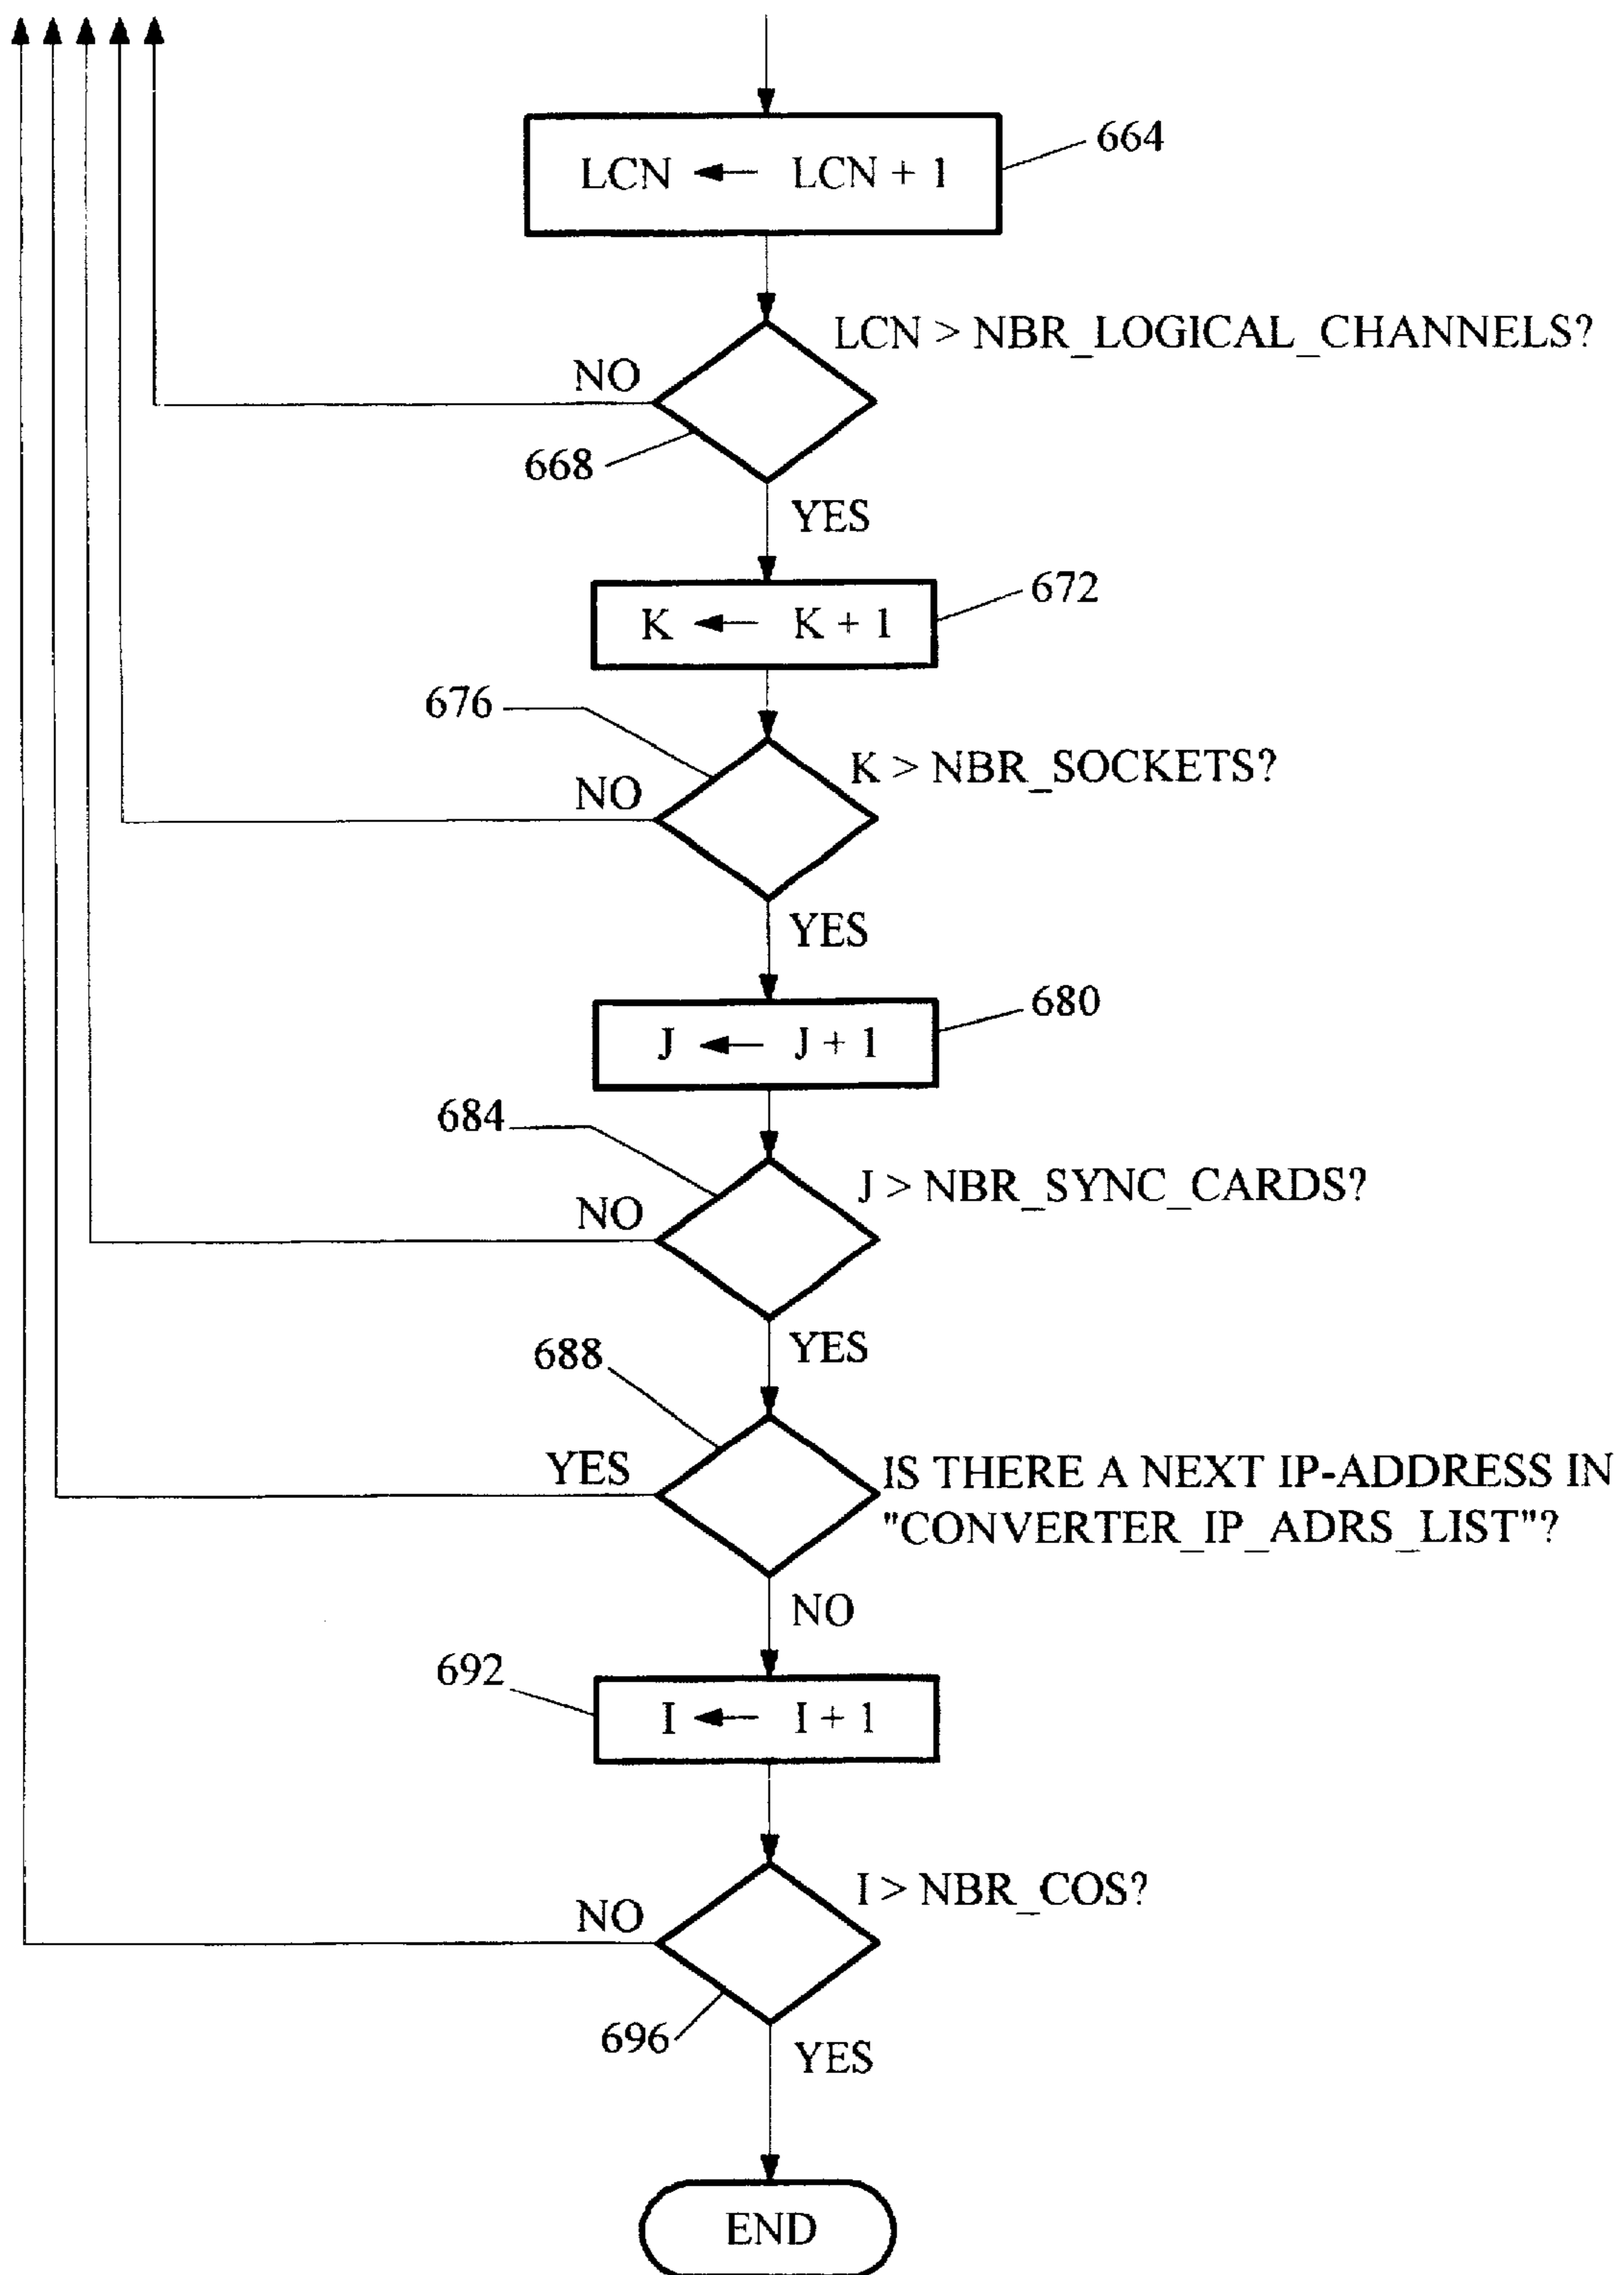 LCN ← LCN + 1
664
LCN > NBR_LOGICAL_CHANNELS?
NO
668
YES
K ← K + 1
672
676
K > NBR_SOCKETS?
NO
YES
J ← J + 1
680
684
J > NBR_SYNC_CARDS?
NO
YES
688
YES
IS THERE A NEXT IP-ADDRESS IN
"CONVERTER_IP_ADRS_LIST"?
NO
692
I ← I + 1
I > NBR_COS?
NO
696
YES
END